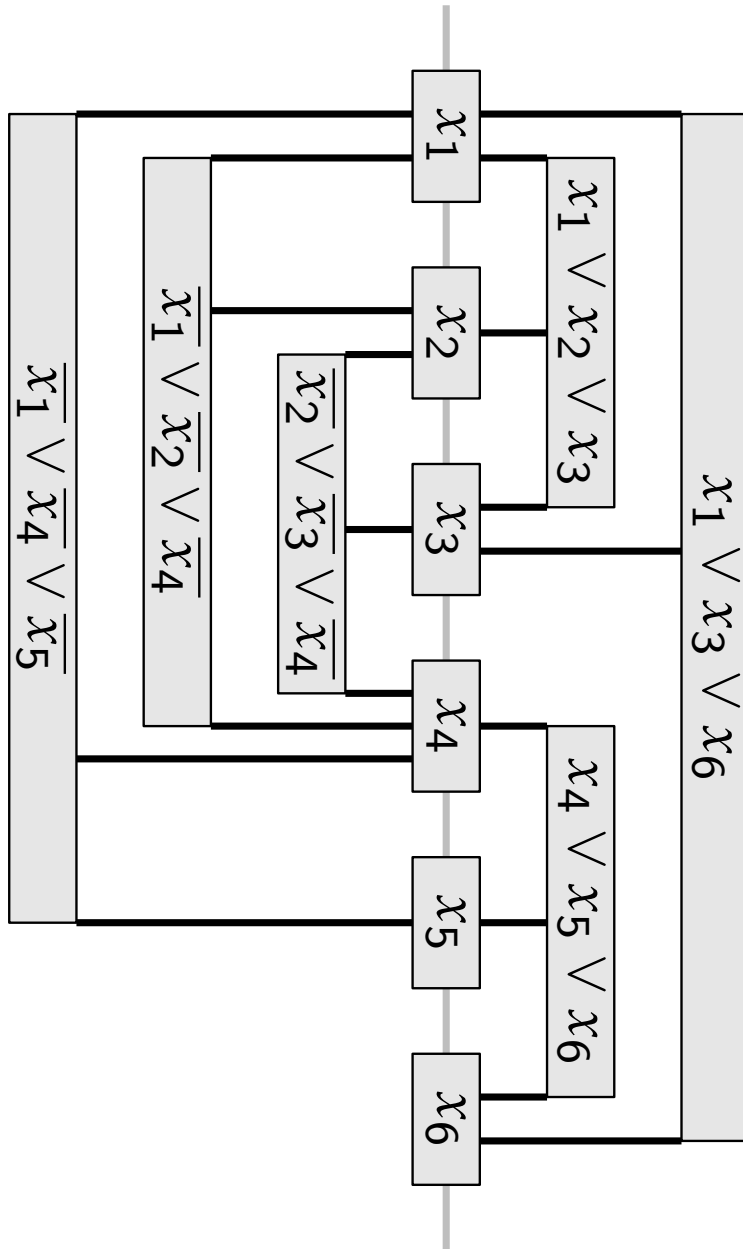 x₁ ∨ x₃ ∨ x₆
x₁ ∨ x₂ ∨ x₃
x₄ ∨ x₅ ∨ x₆
x₁
x₂
x₃
x₄
x₅
x₆
x̅₂ ∨ x̅₃ ∨ x̅₄
x̅₁ ∨ x̅₂ ∨ x̅₄
x̅₁ ∨ x̅₄ ∨ x̅₅